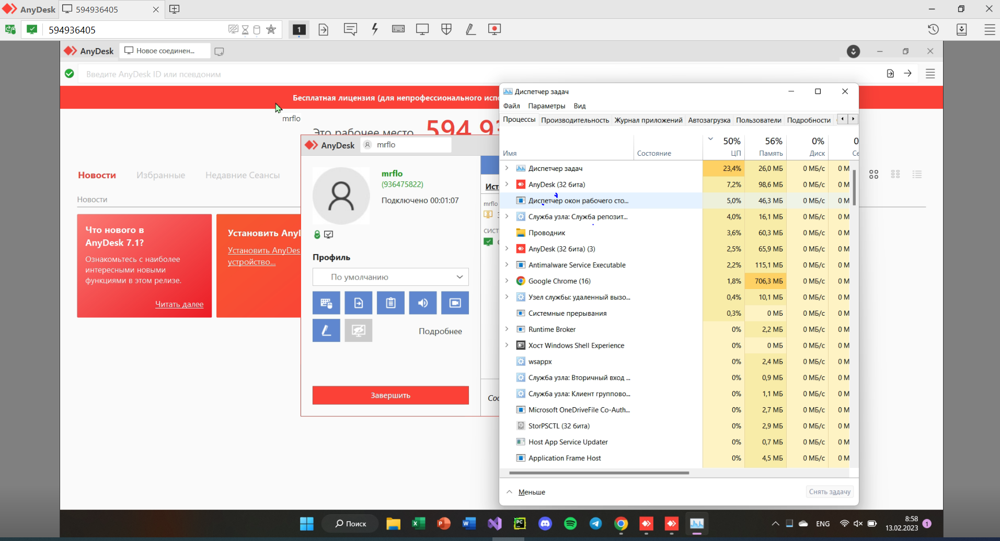 AnyDesk
594936405
594936405
1
AnyDesk
Новое соединен...
Введите AnyDesk ID или псевдоним
Бесплатная лицензия (для непрофессионального
mrflo
Это рабочее место
594
Новости
Избранные
Недавние Сеансы
Новости
Что нового в
AnyDesk 7.1?
Ознакомьтесь с наиболее
интересными новыми
функциями в этом релизе.
Читать далее
Установить
Установить
устройство...
AnyDesk
mrflo
mrflo
(936475822)
Подключено 00:01:07
Профиль
По умолчанию
Подробнее
Завершить
mrflo
Диспетчер задач
Файл
Параметры
Вид
Процессы
Производительность
Журнал приложений
Автозагрузка
Пользователи
Подробности
50%
56%
0%
Имя
Состояние
ЦП
Память
Диск
Диспетчер задач 23,4% 26,0 МБ 0 МБ/с 0 М
AnyDesk (32 бита) 7,2% 98,6 МБ 0 МБ/с 0 М
Диспетчер окон рабочего сто... 5,0% 46,3 МБ 0 МБ/с 0 М
Служба узла: Служба репозит... 4,0% 16,1 МБ 0 МБ/с 0 М
Проводник 3,6% 60,3 МБ 0 МБ/с 0 М
AnyDesk (32 бита) (3) 2,5% 65,9 МБ 0 МБ/с 0 М
Antimalware Service Executable 2,2% 115,1 МБ 0 МБ/с 0 М
Google Chrome (16) 1,8% 706,3 МБ 0 МБ/с 0 М
Узел службы: удаленный вызо... 0,4% 10,1 МБ 0 МБ/с 0 М
Системные прерывания 0,3% 0 МБ 0 МБ/с 0 М
Runtime Broker 0% 2,2 МБ 0 МБ/с 0 М
Хост Windows Shell Experience 0% 0 МБ 0 МБ/с 0 М
wsappx 0% 2,4 МБ 0 МБ/с 0 М
Служба узла: Вторичный вход ... 0% 0,9 МБ 0 МБ/с 0 М
Служба узла: Клиент группово... 0% 1,1 МБ 0 МБ/с 0 М
Microsoft OneDriveFile Co-Auth... 0% 2,7 МБ 0 МБ/с 0 М
StorPSCTL (32 бита) 0% 2,9 МБ 0 МБ/с 0 М
Host App Service Updater 0% 0,7 МБ 0 МБ/с 0 М
Application Frame Host 0% 4,5 МБ 0 МБ/с 0 М
Меньше
Снять задачу
Поиск
ENG
8:58
13.02.2023
1